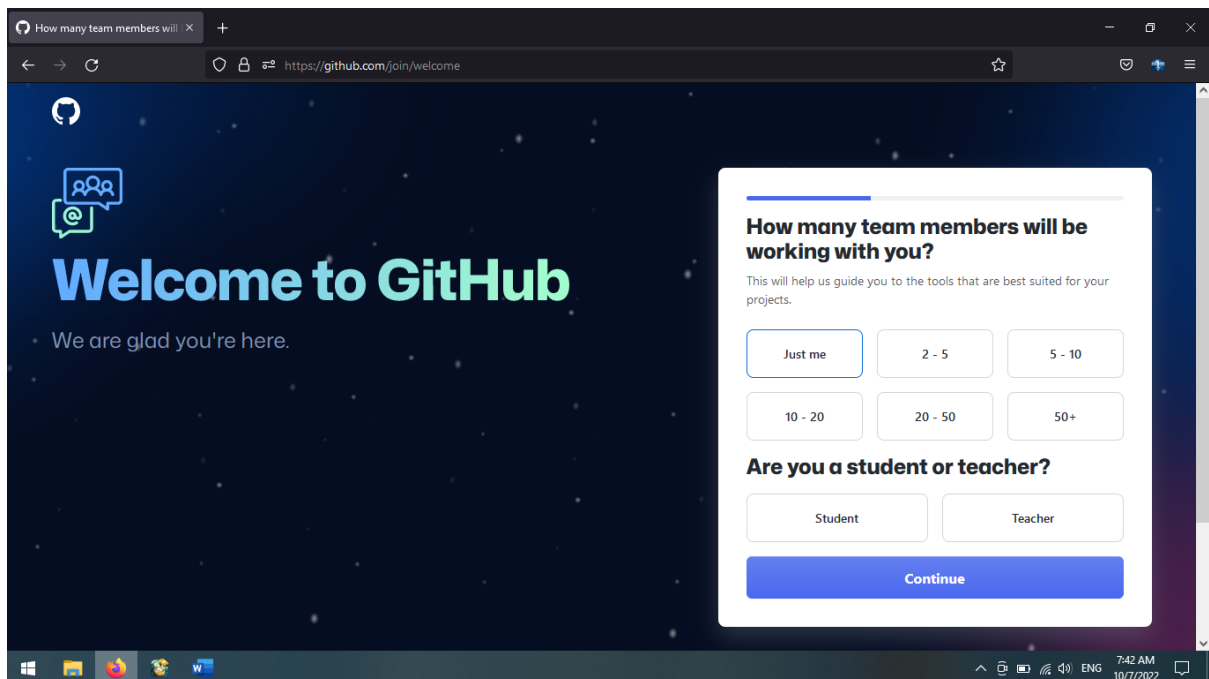 How many team members will
https://github.com/join/welcome
@
Welcome to GitHub
We are glad you're here.
How many team members will be
working with you?
This will help us guide you to the tools that are best suited for your
projects.
Just me
2 - 5
5 - 10
10 - 20
20 - 50
50+
Are you a student or teacher?
Student
Teacher
Continue
W
ENG
7:42 AM
10/7/2022